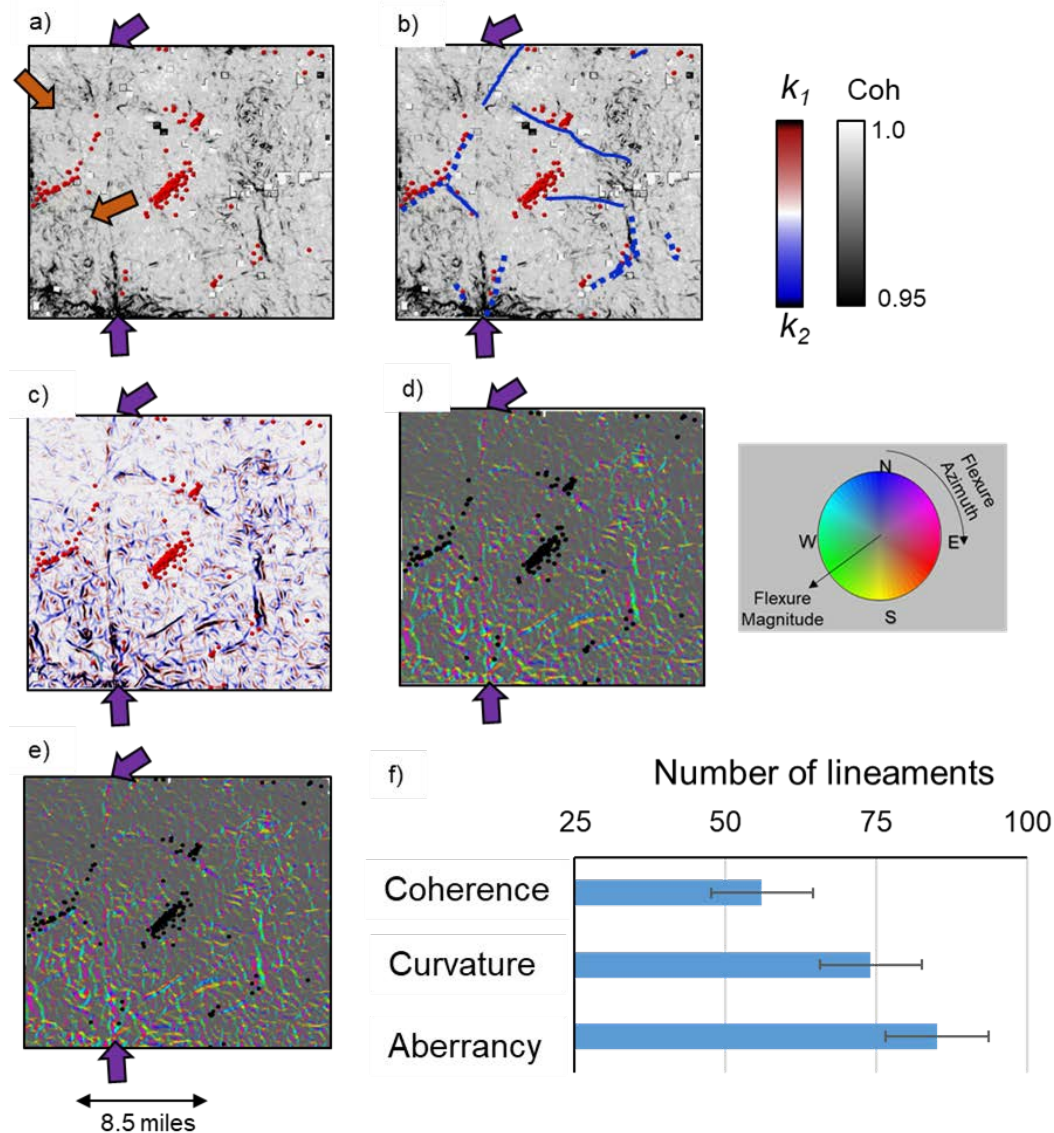 a)
b)
k1
Coh
1.0
0.95
k2
c)
d)
N
W
E
S
Flexure
Azimuth
Flexure
Magnitude
e)
8.5 miles
f)
Number of lineaments
25 50 75 100
Coherence
Curvature
Aberrancy